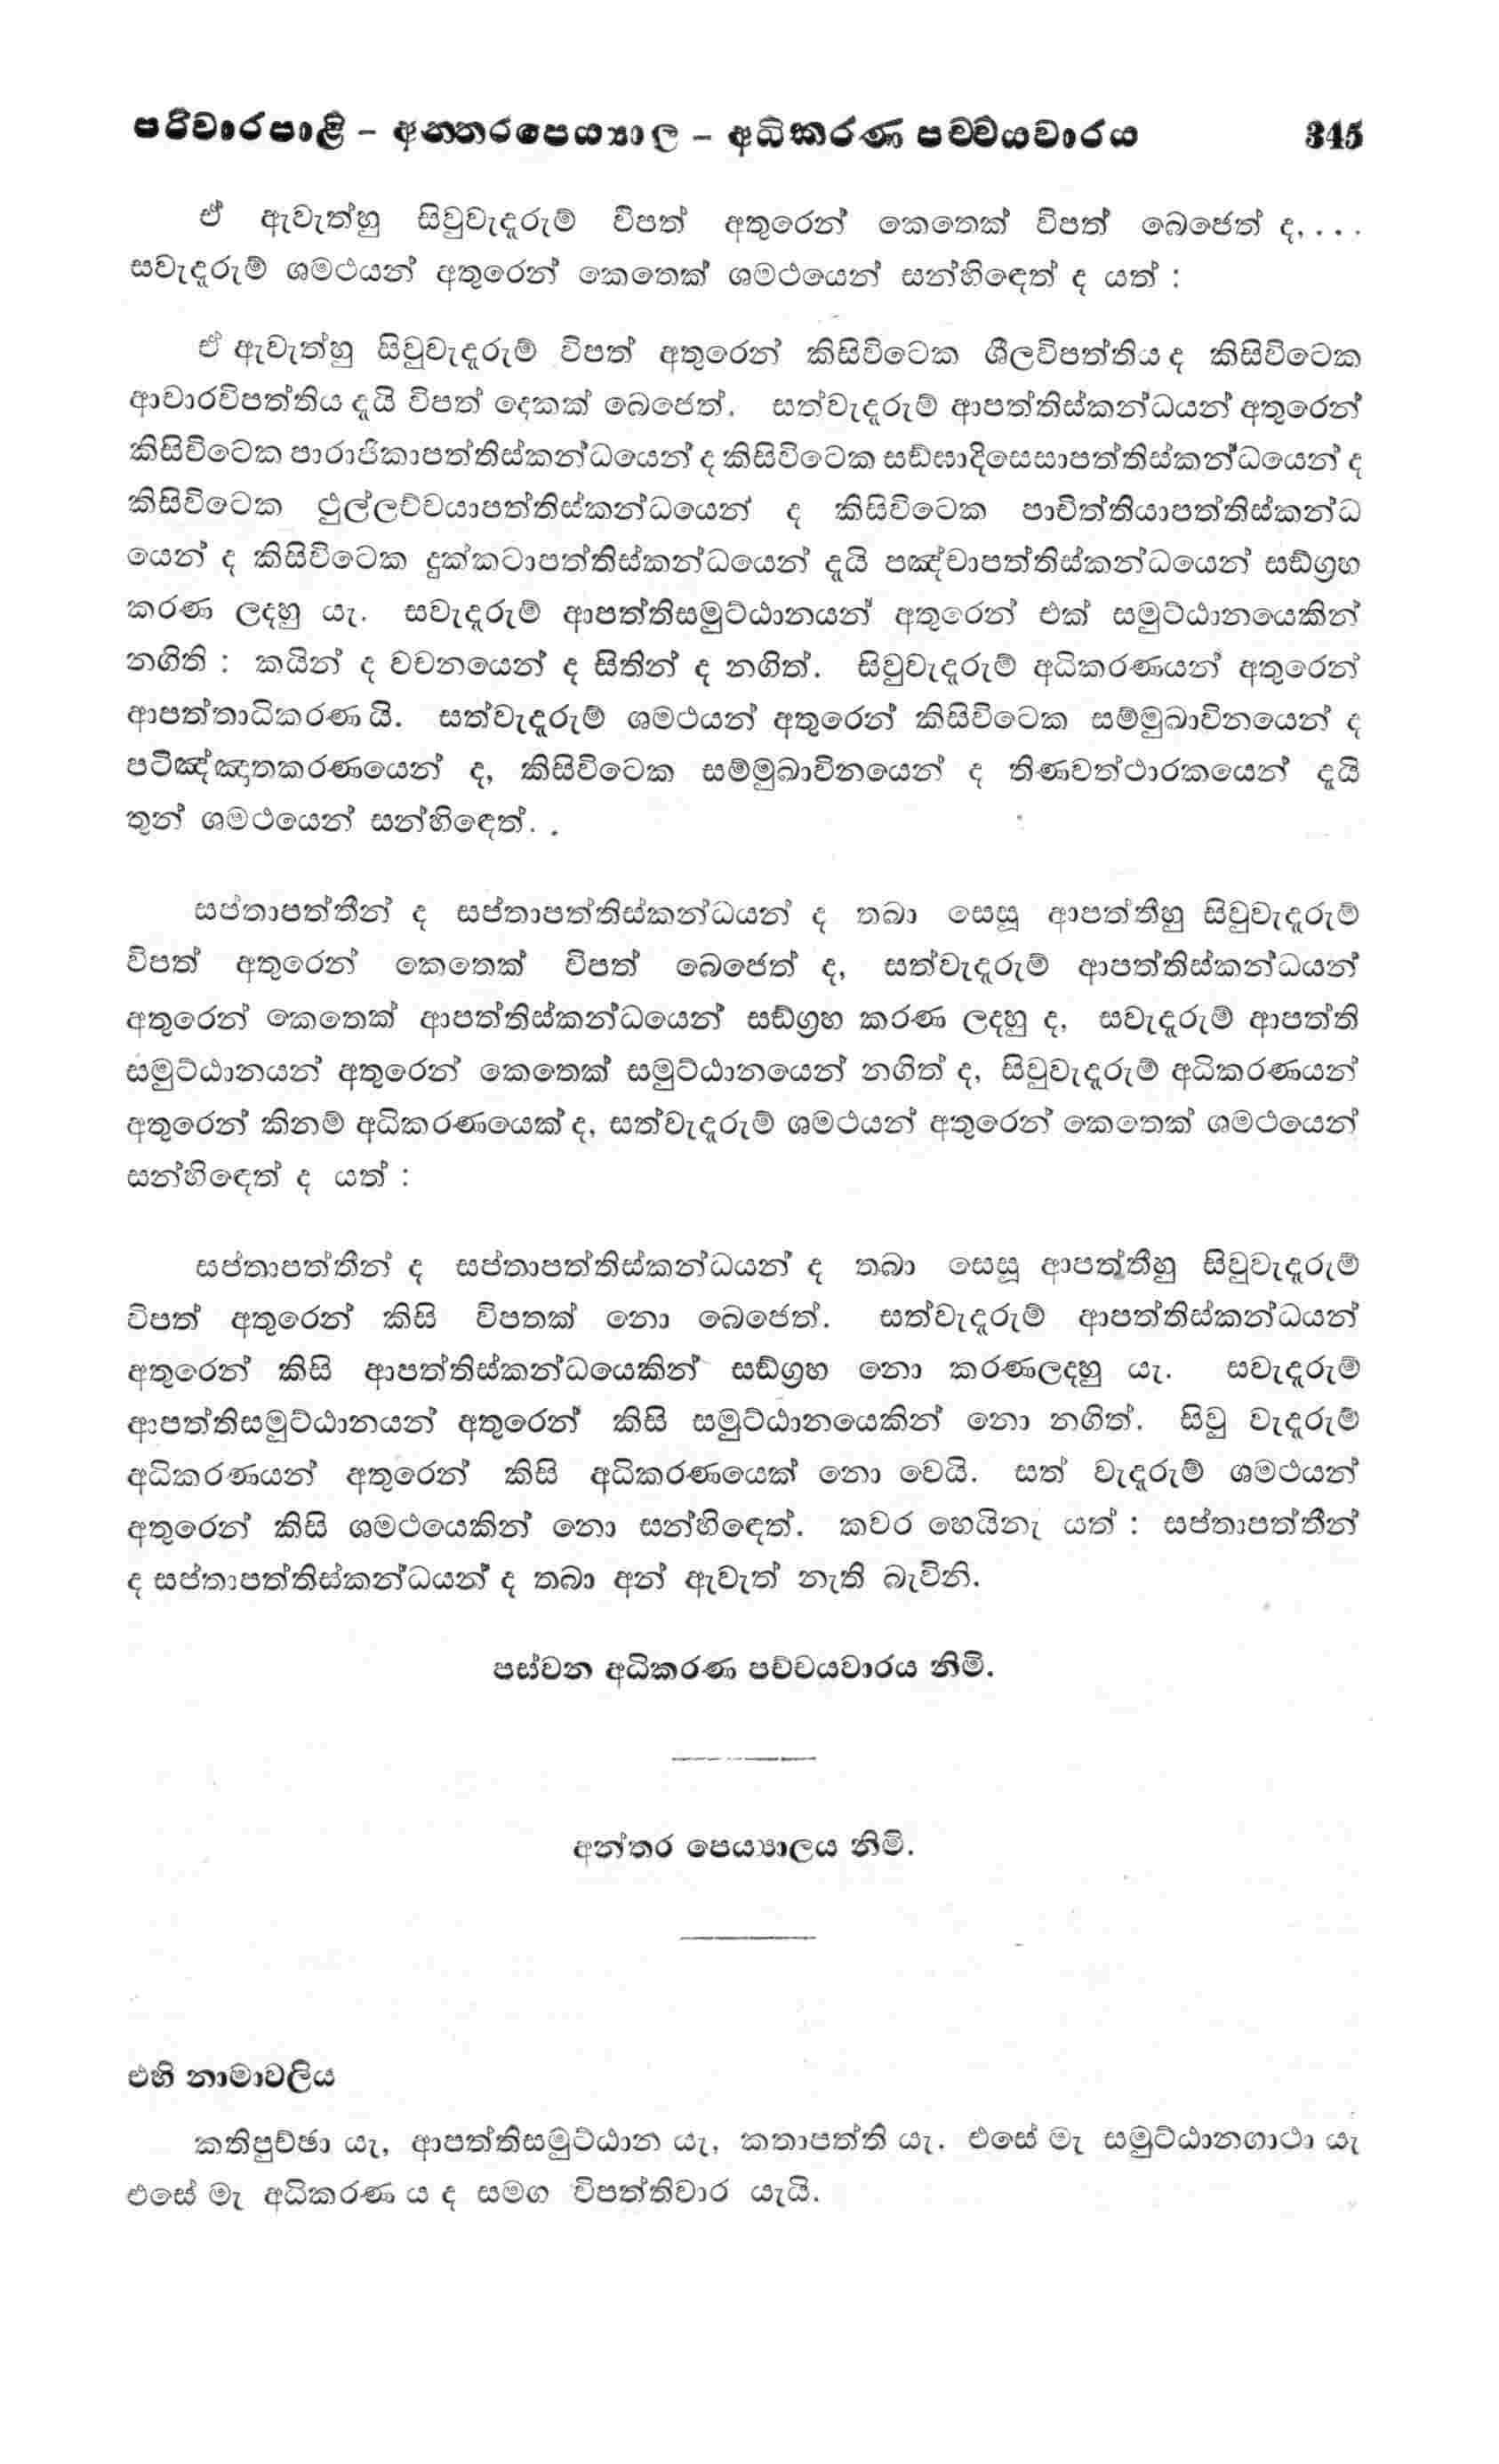 පරිවාරපාළි – අන්තරපෙය්‍යාල – අධිකරණ පච්චයවාරය 345
ඒ ඇවැත්හු සිවුවැදෑරුම් විපත් අතුරෙන් කෙතෙක් විපත් බෙජෙත් ද,....
සවැදෑරුම් ශමථයන් අතුරෙන් කෙතෙක් ශමථයෙන් සන්හිඳෙත් ද යත් :
ඒ ඇවැත්හු සිවුවැදෑරුම් විපත් අතුරෙන් කිසිවිටෙක ශීලවිපත්තිය ද කිසිවිටෙක
ආචාරවිපත්තිය දැයි විපත් දෙකක් බෙජෙත්. සත්වැදෑරුම් ආපත්තිස්කන්ධයන් අතුරෙන්
කිසිවිටෙක පාරාජිකාපත්තිස්කන්ධයෙන් ද කිසිවිටෙක සඞ්ඝාදිසෙසාපත්තිස්කන්ධයෙන් ද
කිසිවිටෙක ථුල්ලච්චයාපත්තිස්කන්ධයෙන් ද කිසිවිටෙක පාචිත්තියාපත්තිස්කන්ධ
යෙන් ද කිසිවිටෙක දුක්කටාපත්තිස්කන්ධයෙන් දැයි පඤ්චාපත්තිස්කන්ධයෙන් සඞ්ග්‍රහ
කරණ ලදහු යැ. සවැදෑරුම් ආපත්තිසමුට්ඨානයන් අතුරෙන් එක් සමුට්ඨානයෙකින්
නගිති : කයින් ද වචනයෙන් ද සිතින් ද නගිත්. සිවුවැදෑරුම් අධිකරණයන් අතුරෙන්
ආපත්තාධිකරණ යි. සත්වැදෑරුම් ශමථයන් අතුරෙන් කිසිවිටෙක සම්මුඛාවිනයෙන් ද
පටිඤ්ඤාතකරණයෙන් ද, කිසිවිටෙක සම්මුඛාවිනයෙන් ද තිණවත්ථාරකයෙන් දැයි
තුන් ශමථයෙන් සන්හිඳෙත්. .
සප්තාපත්තීන් ද සප්තාපත්තිස්කන්ධයන් ද තබා සෙසු ආපත්තීහු සිවුවැදෑරුම්
විපත් අතුරෙන් කෙතෙක් විපත් බෙජෙත් ද, සත්වැදෑරුම් ආපත්තිස්කන්ධයන්
අතුරෙන් කෙතෙක් ආපත්තිස්කන්ධයෙන් සඞ්ග්‍රහ කරණ ලදහු ද, සවැදෑරුම් ආපත්ති
සමුට්ඨානයන් අතුරෙන් කෙතෙක් සමුට්ඨානයෙන් නගිත් ද, සිවුවැදෑරුම් අධිකරණයන්
අතුරෙන් කිනම් අධිකරණයෙක් ද, සත්වැදෑරුම් ශමථයන් අතුරෙන් කෙතෙක් ශමථයෙන්
සන්හිඳෙත් ද යත් :
සප්තාපත්තීන් ද සප්තාපත්තිස්කන්ධයන් ද තබා සෙසු ආපත්තීහු සිවුවැදෑරුම්
විපත් අතුරෙන් කිසි විපතක් නො බෙජෙත්. සත්වැදෑරුම් ආපත්තිස්කන්ධයන්
අතුරෙන් කිසි ආපත්තිස්කන්ධයෙකින් සඞ්ග්‍රහ නො කරණලදහු යැ. සවැදෑරුම්
ආපත්තිසමුට්ඨානයන් අතුරෙන් කිසි සමුට්ඨානයෙකින් නො නගිත්. සිවු වැදෑරුම්
අධිකරණයන් අතුරෙන් කිසි අධිකරණයෙක් නො වෙයි. සත් වැදෑරුම් ශමථයන්
අතුරෙන් කිසි ශමථයෙකින් නො සන්හිඳෙත්. කවර හෙයිනැ යත් : සප්තාපත්තීන්
ද සප්තාපත්තිස්කන්ධයන් ද තබා අන් ඇවැත් නැති බැවිනි.
පස්වන අධිකරණ පච්චයවාරය නිමි.
අන්තර පෙය්‍යාලය නිමි.
එහි නාමාවලිය
කතිපුච්ඡා යැ, ආපත්තිසමුට්ඨාන යැ, කතාපත්ති යැ. එසේ මැ සමුට්ඨානගාථා යැ
එසේ මැ අධිකරණ ය ද සමග විපත්තිවාර යැයි.